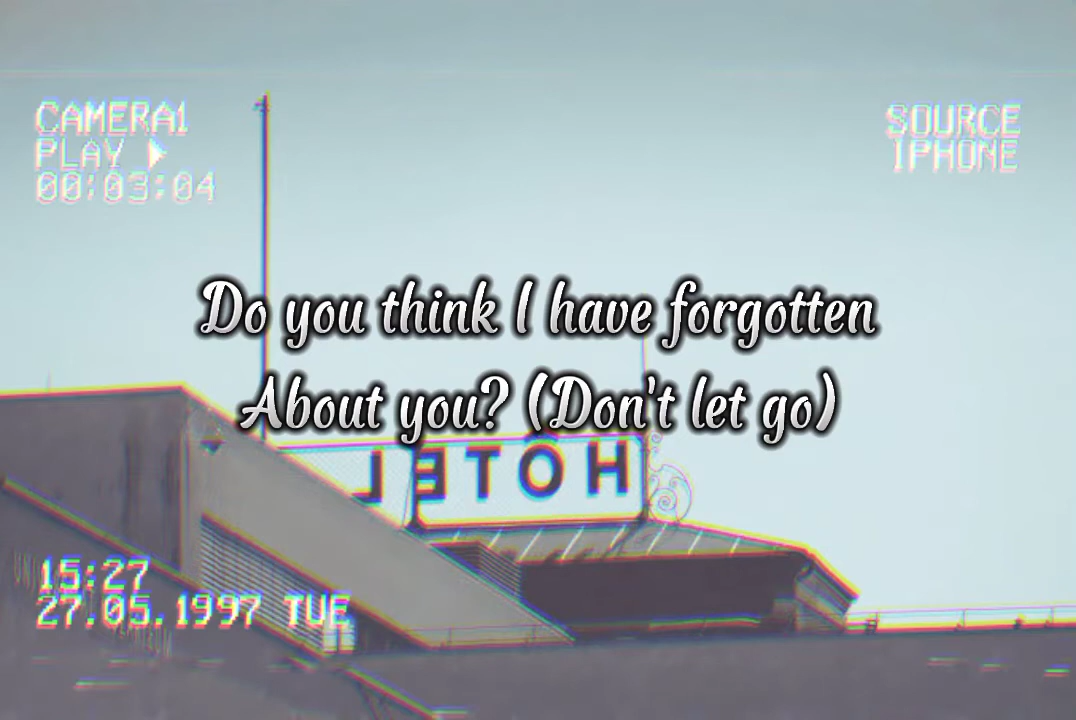 CAMERA1
PLAY
00:03:04
SOURCE
IPHONE
Do you think I have forgotten
About you? (Don't let go)
HOTEL
15:27
27.05.1997 TUE